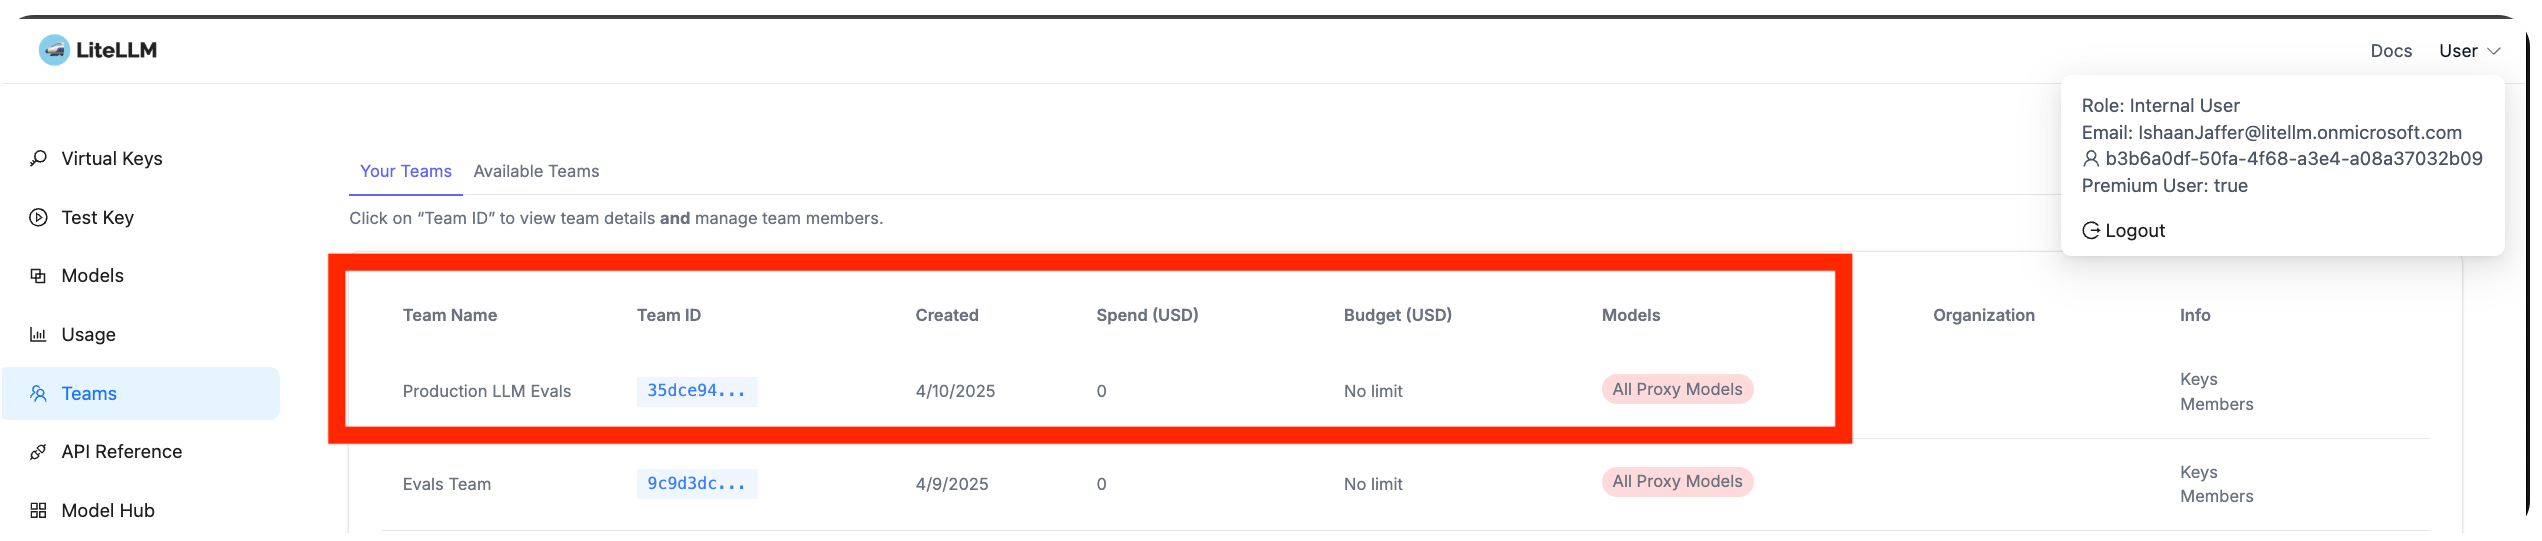 LiteLLM
Docs User
Role: Internal User
Email: IshaanJaffer@litellm.onmicrosoft.com
b3b6a0df-50fa-4f68-a3e4-a08a37032b09
Premium User: true
Logout
Virtual Keys
Test Key
Models
Usage
Teams
API Reference
Model Hub
Your Teams Available Teams
Click on “Team ID” to view team details and manage team members.
Team Name Team ID Created Spend (USD) Budget (USD) Models Organization Info
Production LLM Evals 35dce94... 4/10/2025 0 No limit All Proxy Models Keys
Members
Evals Team 9c9d3dc... 4/9/2025 0 No limit All Proxy Models Keys
Members